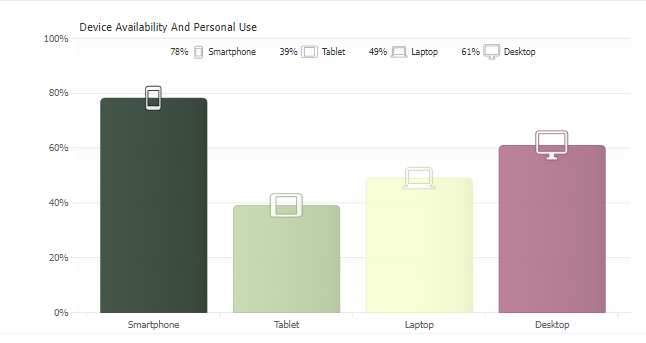 Device Availability And Personal Use
100%
78% Smartphone 39% Tablet 49% Laptop 61% Desktop
80%
60%
40%
20%
0%
Smartphone Tablet Laptop Desktop